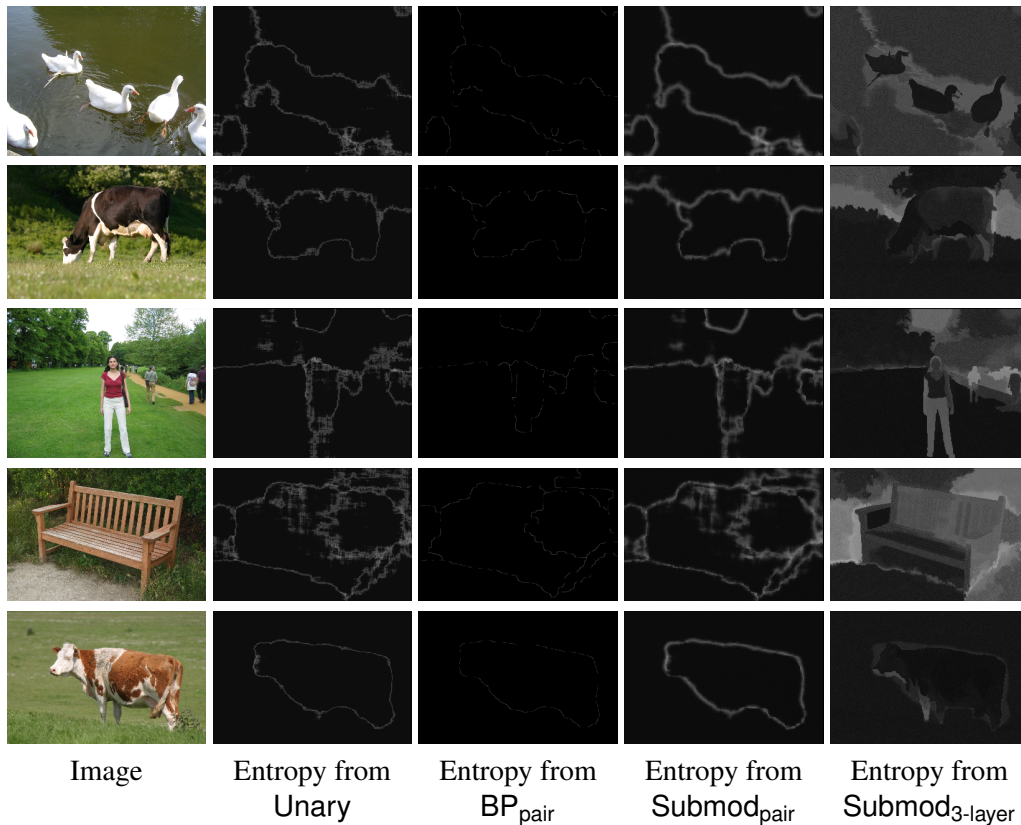 Image
Entropy from
Unary
Entropy from
BPpair
Entropy from
Submodpair
Entropy from
Submod3-layer